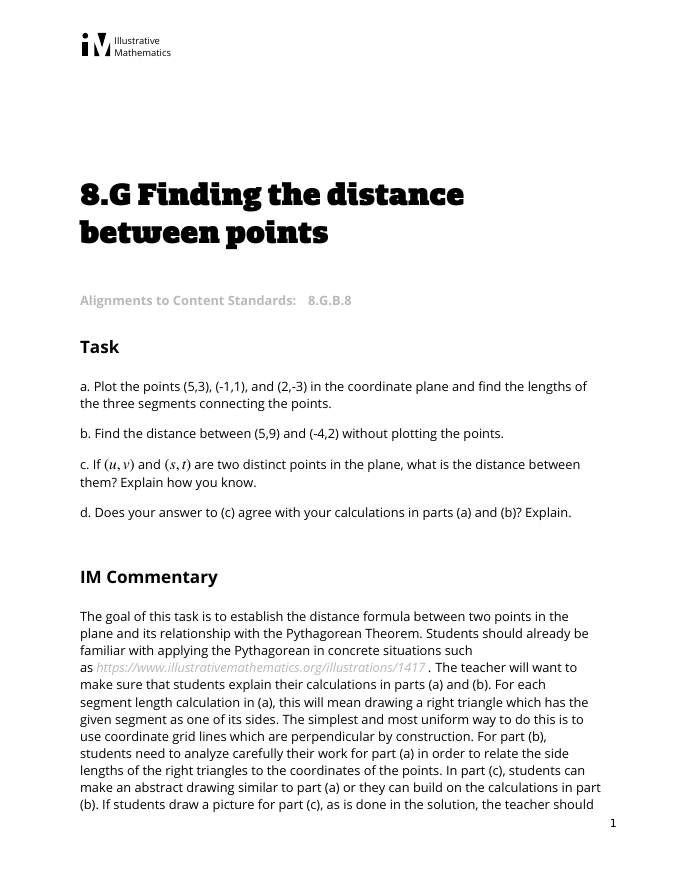 Illustrative
Mathematics
8.G Finding the distance
between points
Alignments to Content Standards: 8.G.B.8
Task
a. Plot the points (5,3), (-1,1), and (2,-3) in the coordinate plane and find the lengths of
the three segments connecting the points.
b. Find the distance between (5,9) and (-4,2) without plotting the points.
c. If (u, v) and (s, t) are two distinct points in the plane, what is the distance between
them? Explain how you know.
d. Does your answer to (c) agree with your calculations in parts (a) and (b)? Explain.
IM Commentary
The goal of this task is to establish the distance formula between two points in the
plane and its relationship with the Pythagorean Theorem. Students should already be
familiar with applying the Pythagorean in concrete situations such
as https://www.illustrativemathematics.org/illustrations/1417 . The teacher will want to
make sure that students explain their calculations in parts (a) and (b). For each
segment length calculation in (a), this will mean drawing a right triangle which has the
given segment as one of its sides. The simplest and most uniform way to do this is to
use coordinate grid lines which are perpendicular by construction. For part (b),
students need to analyze carefully their work for part (a) in order to relate the side
lengths of the right triangles to the coordinates of the points. In part (c), students can
make an abstract drawing similar to part (a) or they can build on the calculations in part
(b). If students draw a picture for part (c), as is done in the solution, the teacher should
1